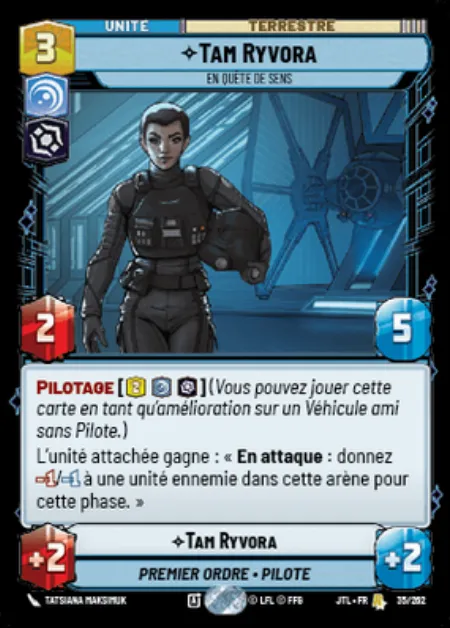 UNITÉ TERRESTRE
3
Tam Ryvora
EN QUÊTE DE SENS
2
5
PILOTAGE [2] (Vous pouvez jouer cette
carte en tant qu'amélioration sur un Véhicule ami
sans Pilote.)
L'unité attachée gagne : « En attaque : donnez
-1/-1 à une unité ennemie dans cette arène pour
cette phase. »
+2
Tam Ryvora
+2
PREMIER ORDRE • PILOTE
TATSIANA MAKSIMUK © LFL © FFG JTL • FR 35/262